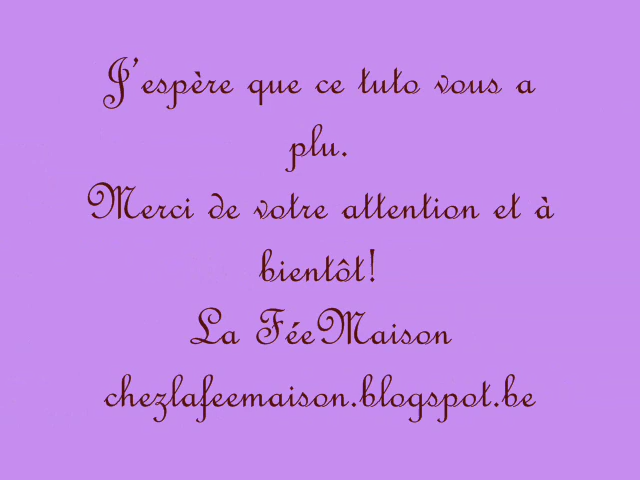 J'espère que ce tuto vous a
plu.
Merci de votre attention et à
bientôt!
La FéeMaison
chezlafeemaison.blogspot.be